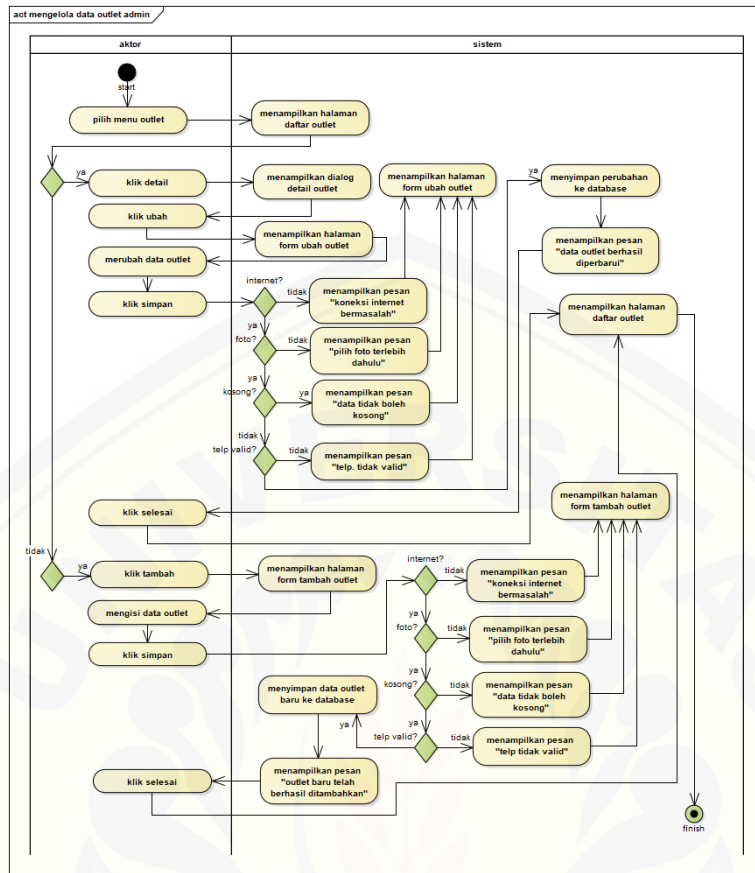 act mengelola data outlet admin
aktor
sistem
start
pilih menu outlet
menampilkan halaman
daftar outlet
ya
klik detail
menampilkan dialog
detail outlet
menampilkan halaman
form ubah outlet
ya
menyimpan perubahan
ke database
klik ubah
menampilkan halaman
form ubah outlet
menampilkan pesan
"data outlet berhasil
diperbarui"
merubah data outlet
klik simpan
internet?
tidak
menampilkan pesan
"koneksi internet
bermasalah"
menampilkan halaman
daftar outlet
ya
foto?
tidak
menampilkan pesan
"pilih foto terlebih
dahulu"
ya
kosong?
ya
menampilkan pesan
"data tidak boleh
kosong"
tidak
telp valid?
tidak
menampilkan pesan
"telp. tidak valid"
klik selesai
menampilkan halaman
form tambah outlet
tidak
ya
klik tambah
menampilkan halaman
form tambah outlet
internet?
tidak
menampilkan pesan
"koneksi internet
bermasalah"
mengisi data outlet
klik simpan
ya
foto?
tidak
menampilkan pesan
"pilih foto terlebih
dahulu"
ya
kosong?
tidak
menampilkan pesan
"data tidak boleh
kosong"
menyimpan data outlet
baru ke database
ya
ya
telp valid?
tidak
menampilkan pesan
"telp tidak valid"
klik selesai
menampilkan pesan
"outlet baru telah
berhasil ditambahkan"
finish
UNIVERSITAS